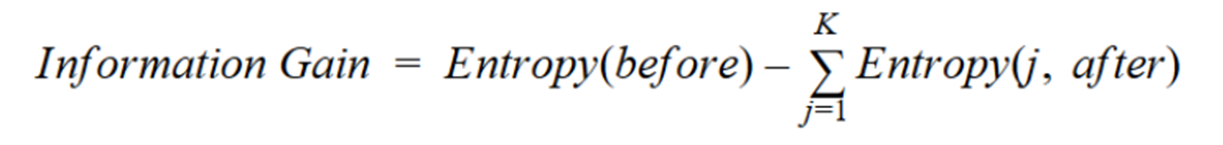 Information Gain = Entropy(before) – K∑j=1 Entropy(j, after)